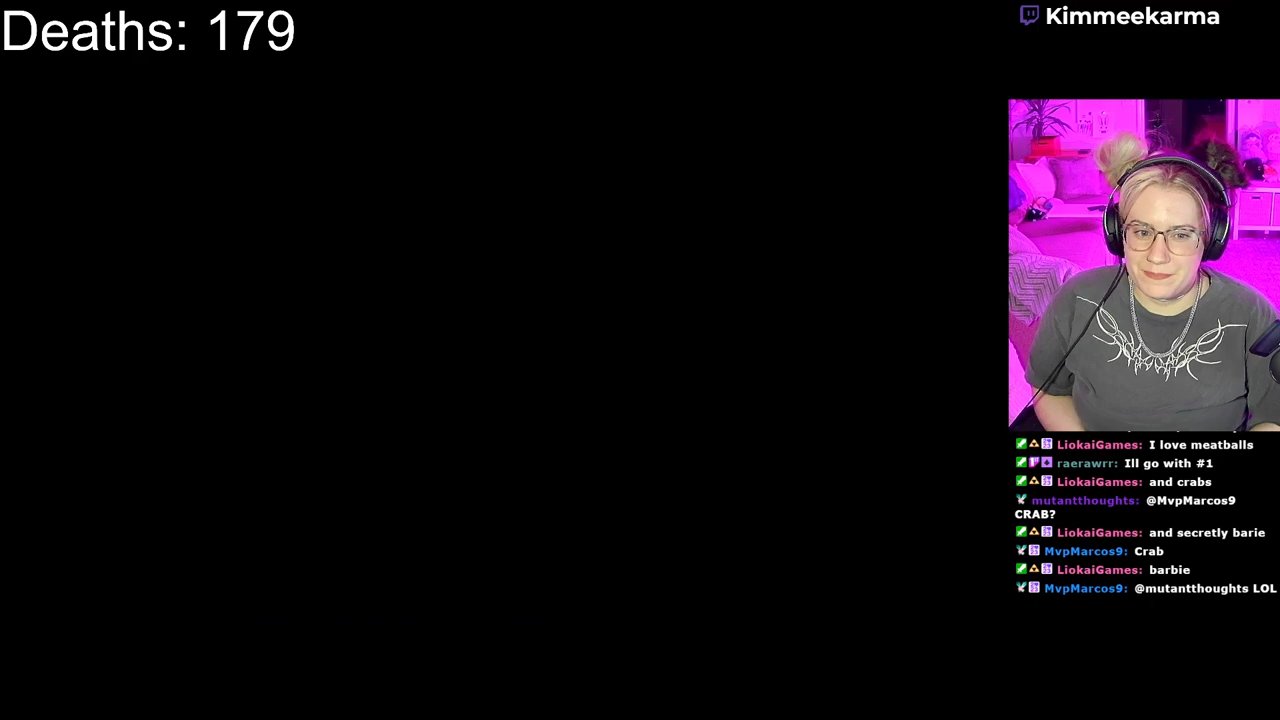 Deaths: 179
Kimmeekarma
LiokaiGames: I love meatballs
raerawrr: Ill go with #1
LiokaiGames: and crabs
mutantthoughts: @MvpMarcos9
CRAB?
LiokaiGames: and secretly barie
MvpMarcos9: Crab
LiokaiGames: barbie
MvpMarcos9: @mutantthoughts LOL